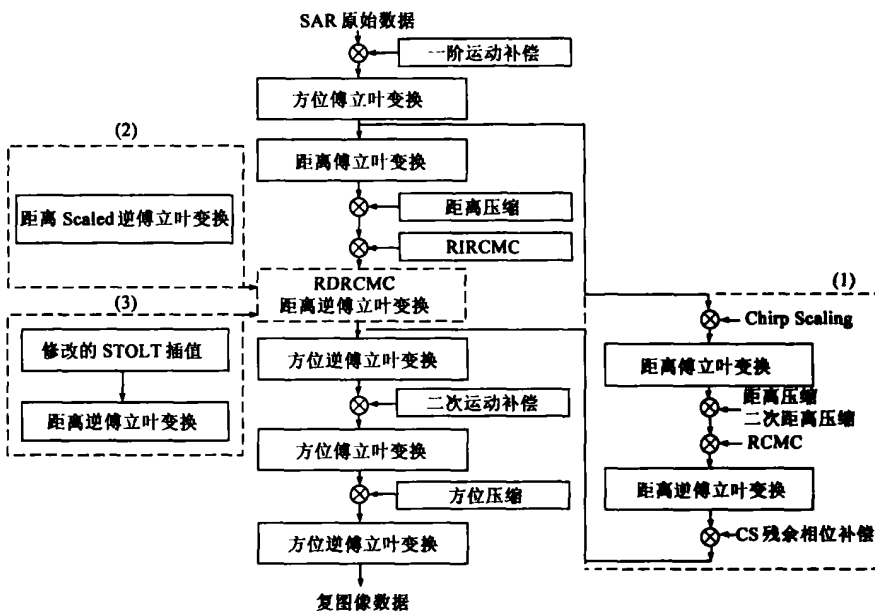 SAR 原始数据
一阶运动补偿
方位傅立叶变换
(2)
距离傅立叶变换
距离 Scaled 逆傅立叶变换
距离压缩
RIRCMC
RDRCMC
距离逆傅立叶变换
(1)
(3)
Chirp Scaling
修改的 STOLT 插值
方位逆傅立叶变换
距离傅立叶变换
二次运动补偿
距离压缩
二次距离压缩
距离逆傅立叶变换
方位傅立叶变换
RCMC
方位压缩
距离逆傅立叶变换
方位逆傅立叶变换
CS 残余相位补偿
复图像数据